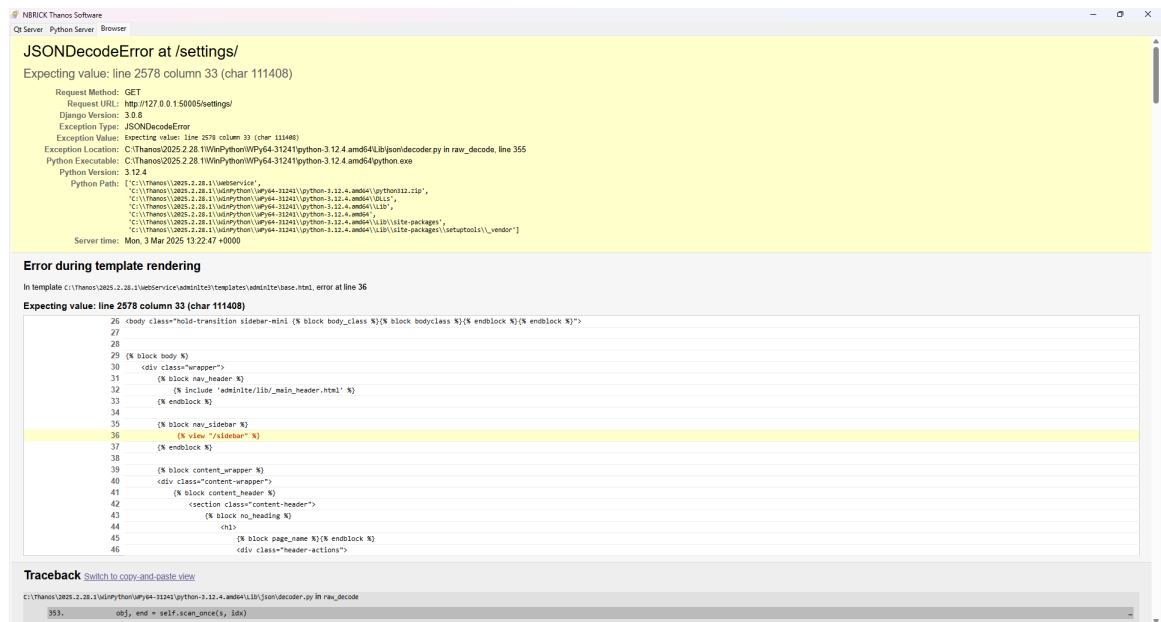 NBRICK Thanos Software
Qt Server Python Server Browser
JSONDecodeError at /settings/
Expecting value: line 2578 column 33 (char 111408)
Request Method: GET
Request URL: http://127.0.0.1:50005/settings/
Django Version: 3.0.8
Exception Type: JSONDecodeError
Exception Value: Expecting value: line 2578 column 33 (char 111408)
Exception Location: C:\Thanos\2025.2.28.1\WinPython\WPy64-31241\python-3.12.4.amd64\Lib\json\decoder.py in raw_decode, line 355
Python Executable: C:\Thanos\2025.2.28.1\WinPython\WPy64-31241\python-3.12.4.amd64\python.exe
Python Version: 3.12.4
Python Path: ['C:\\Thanos\\2025.2.28.1\\WebService',
'C:\\Thanos\\2025.2.28.1\\WinPython\\WPy64-31241\\python-3.12.4.amd64\\python312.zip',
'C:\\Thanos\\2025.2.28.1\\WinPython\\WPy64-31241\\python-3.12.4.amd64\\DLLs',
'C:\\Thanos\\2025.2.28.1\\WinPython\\WPy64-31241\\python-3.12.4.amd64\\Lib',
'C:\\Thanos\\2025.2.28.1\\WinPython\\WPy64-31241\\python-3.12.4.amd64',
'C:\\Thanos\\2025.2.28.1\\WinPython\\WPy64-31241\\python-3.12.4.amd64\\Lib\\site-packages',
'C:\\Thanos\\2025.2.28.1\\WinPython\\WPy64-31241\\python-3.12.4.amd64\\Lib\\site-packages\\setuptools\\_vendor']
Server time: Mon, 3 Mar 2025 13:22:47 +0000
Error during template rendering
In template C:\Thanos\2025.2.28.1\WebService\adminlte3\templates\adminlte\base.html, error at line 36
Expecting value: line 2578 column 33 (char 111408)
26 <body class="hold-transition sidebar-mini {% block body_class %}{% block bodyclass %}{% endblock %}{% endblock %}">
27
28
29 {% block body %}
30 <div class="wrapper">
31 {% block nav_header %}
32 {% include 'adminlte/lib/_main_header.html' %}
33 {% endblock %}
34
35 {% block nav_sidebar %}
36 {% view "/sidebar" %}
37 {% endblock %}
38
39 {% block content_wrapper %}
40 <div class="content-wrapper">
41 {% block content_header %}
42 <section class="content-header">
43 {% block no_heading %}
44 <h1>
45 {% block page_name %}{% endblock %}
46 <div class="header-actions">
Traceback Switch to copy-and-paste view
C:\Thanos\2025.2.28.1\WinPython\WPy64-31241\python-3.12.4.amd64\Lib\json\decoder.py in raw_decode
353. obj, end = self.scan_once(s, idx) …